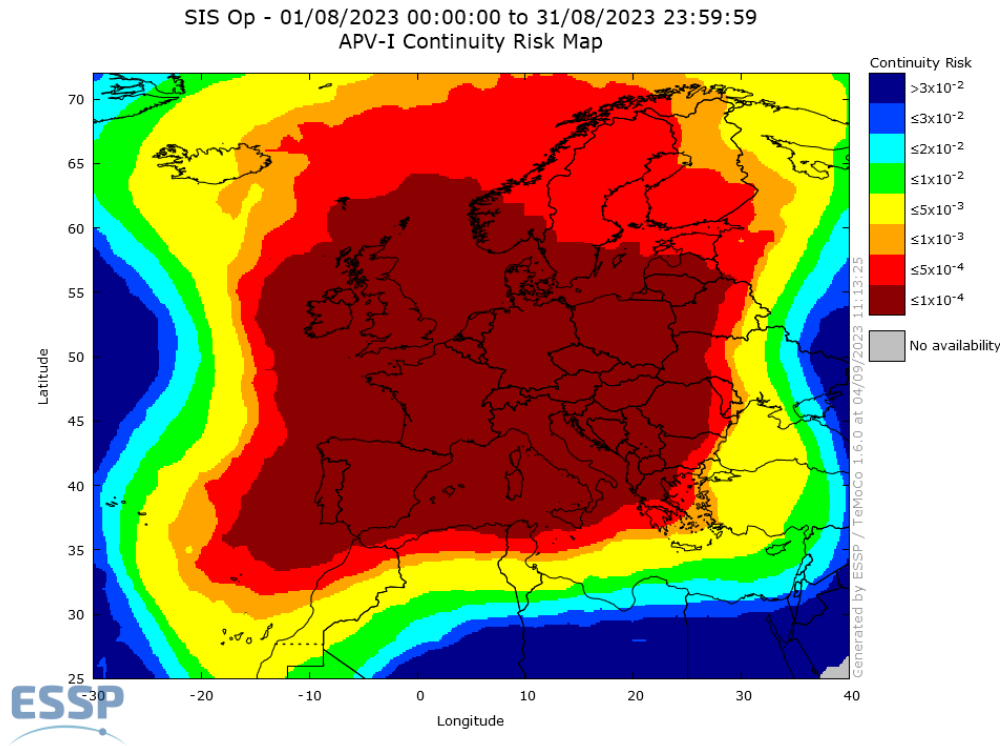 SIS Op - 01/08/2023 00:00:00 to 31/08/2023 23:59:59
APV-I Continuity Risk Map
Continuity Risk
>3x10⁻²
≤3x10⁻²
≤2x10⁻²
≤1x10⁻²
≤5x10⁻³
≤1x10⁻³
≤5x10⁻⁴
≤1x10⁻⁴
No availability
Generated by ESSP / TeMoCo 1.6.0 at 04/09/2023 11:13:25
Latitude
70
65
60
55
50
45
40
35
30
25
-30 -20 -10 0 10 20 30 40
Longitude
ESSP